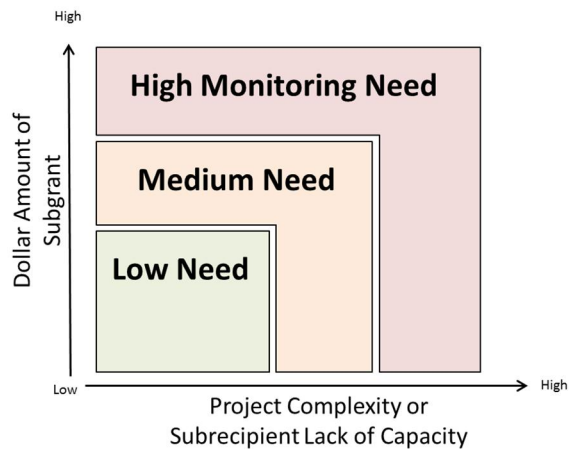 High
High Monitoring Need
Dollar Amount of
Subgrant
Medium Need
Low Need
Low
High
Project Complexity or
Subrecipient Lack of Capacity